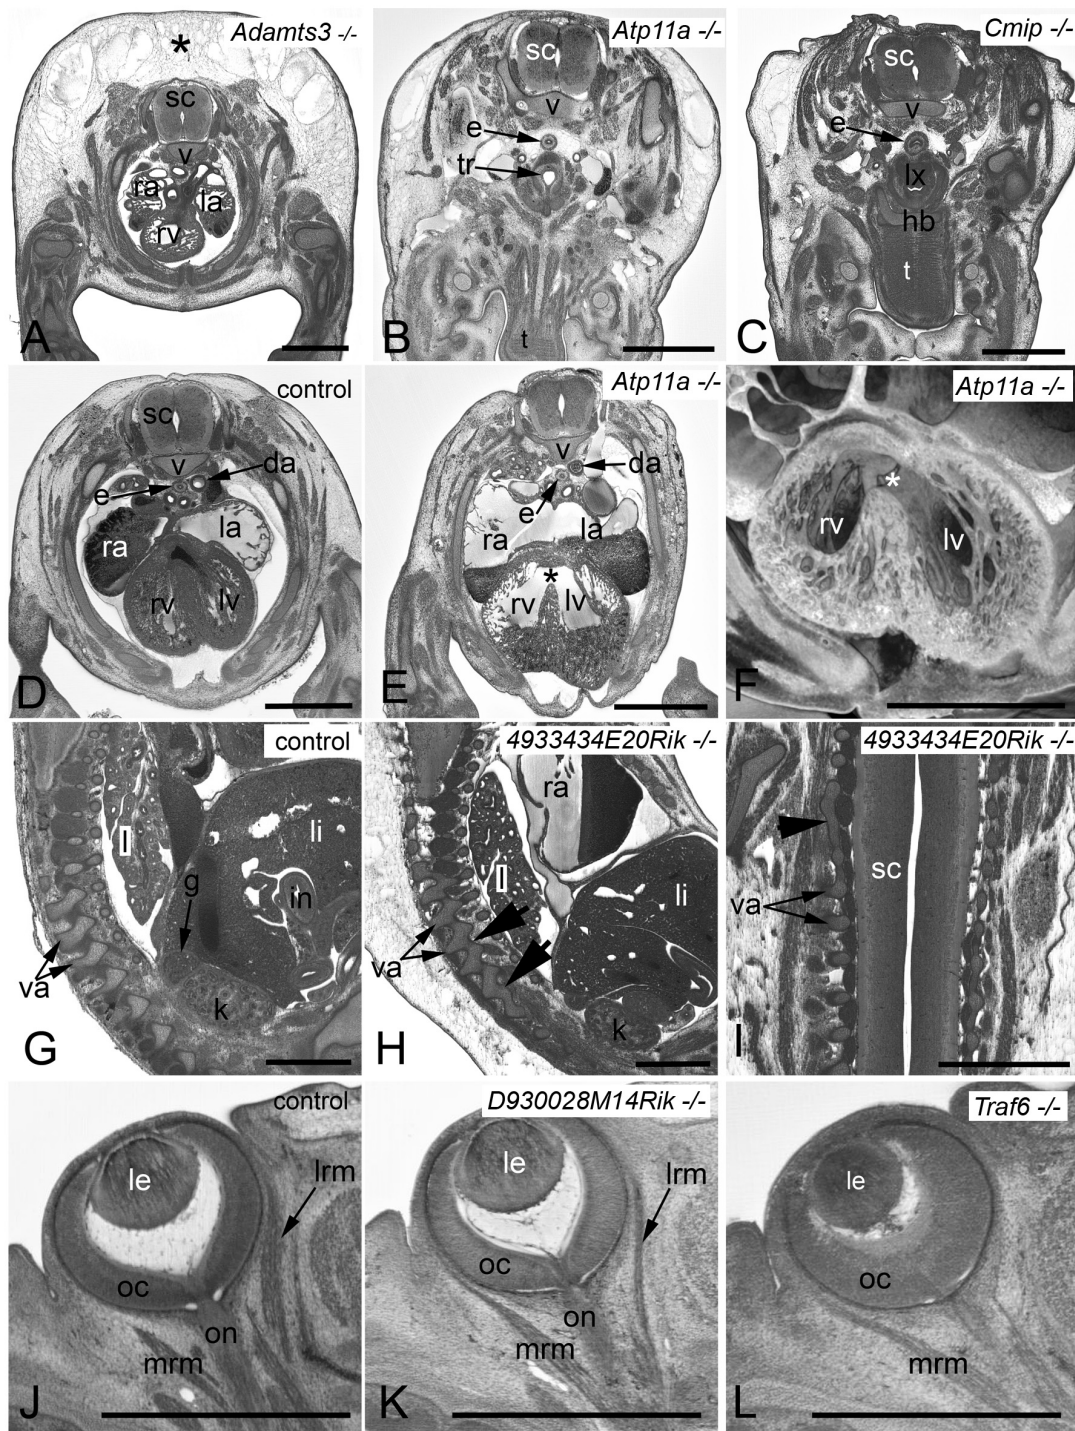 Adamts3 -/-
*
sc
v
ra
la
rv
A
Atp11a -/-
sc
v
e
tr
t
B
Cmip -/-
sc
v
e
lx
hb
t
C
control
sc
v
da
e
la
ra
rv
lv
D
Atp11a -/-
v
da
e
la
ra
*
rv
lv
E
Atp11a -/-
*
rv
lv
F
control
l
li
g
in
va
k
G
4933434E20Rik -/-
ra
l
li
va
k
H
4933434E20Rik -/-
sc
va
I
control
le
lrm
oc
on
mrm
J
D930028M14Rik -/-
le
lrm
oc
on
mrm
K
Traf6 -/-
le
oc
mrm
L